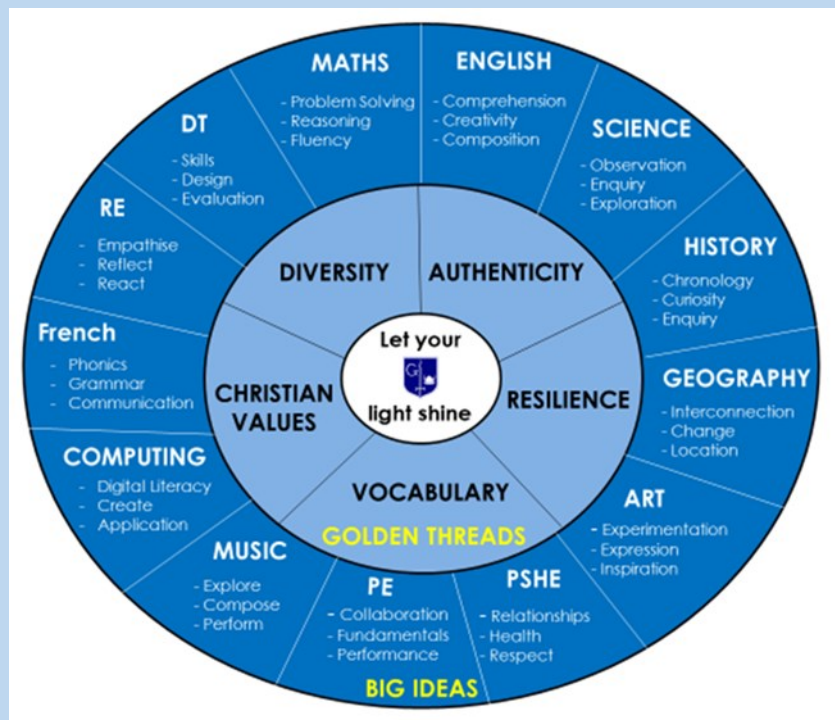 MATHS
- Problem Solving
- Reasoning
- Fluency
ENGLISH
- Comprehension
- Creativity
- Composition
SCIENCE
- Observation
- Enquiry
- Exploration
HISTORY
- Chronology
- Curiosity
- Enquiry
GEOGRAPHY
- Interconnection
- Change
- Location
ART
- Experimentation
- Expression
- Inspiration
PSHE
- Relationships
- Health
- Respect
PE
- Collaboration
- Fundamentals
- Performance
BIG IDEAS
MUSIC
- Explore
- Compose
- Perform
COMPUTING
- Digital Literacy
- Create
- Application
French
- Phonics
- Grammar
- Communication
RE
- Empathise
- Reflect
- React
DT
- Skills
- Design
- Evaluation
DIVERSITY
AUTHENTICITY
RESILIENCE
VOCABULARY
GOLDEN THREADS
CHRISTIAN
VALUES
Let your
light shine